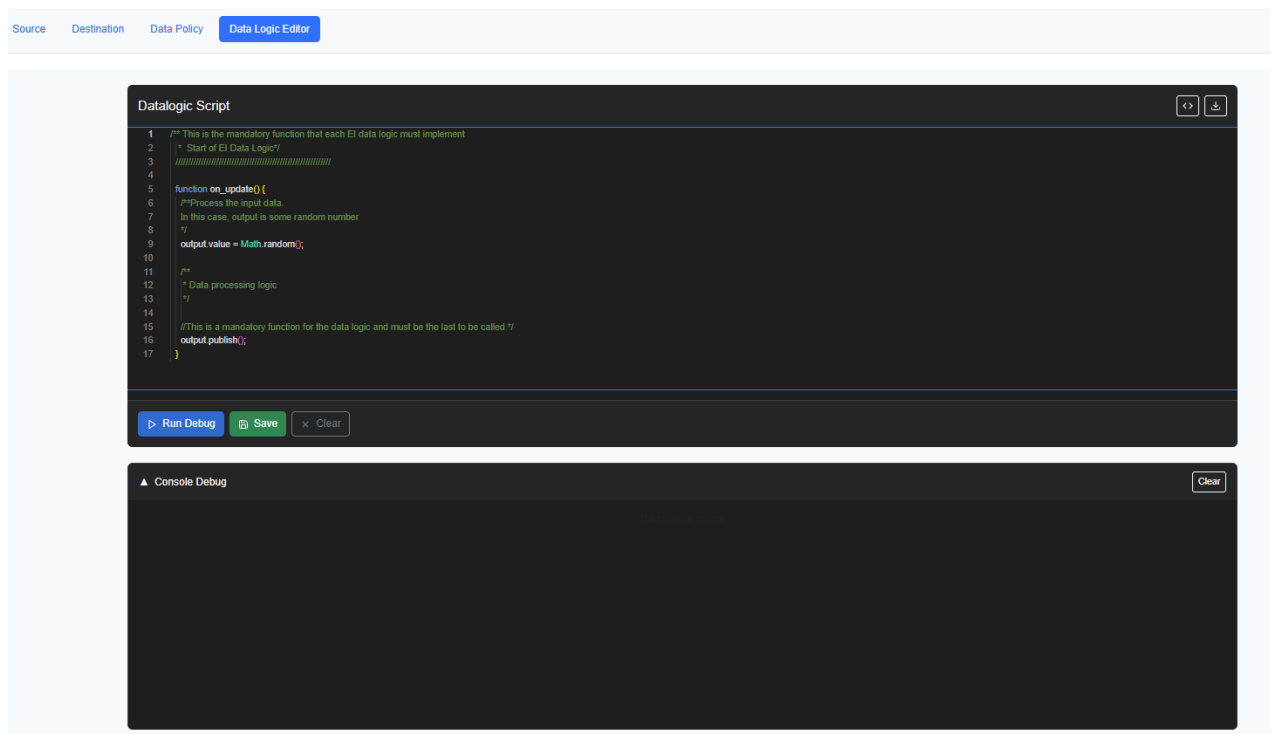 Source Destination Data Policy Data Logic Editor
Datalogic Script
1 /** This is the mandatory function that each EI data logic must implement
2 * Start of EI Data Logic*/
3 ////////////////////////////////////////////////////////////
4
5 function on_update() {
6 /**Process the input data.
7 In this case, output is some random number
8 */
9 output.value = Math.random();
10
11 /**
12 * Data processing logic
13 */
14
15 //This is a mandatory function for the data logic and must be the last to be called */
16 output.publish();
17 }
Run Debug Save Clear
▲ Console Debug Clear